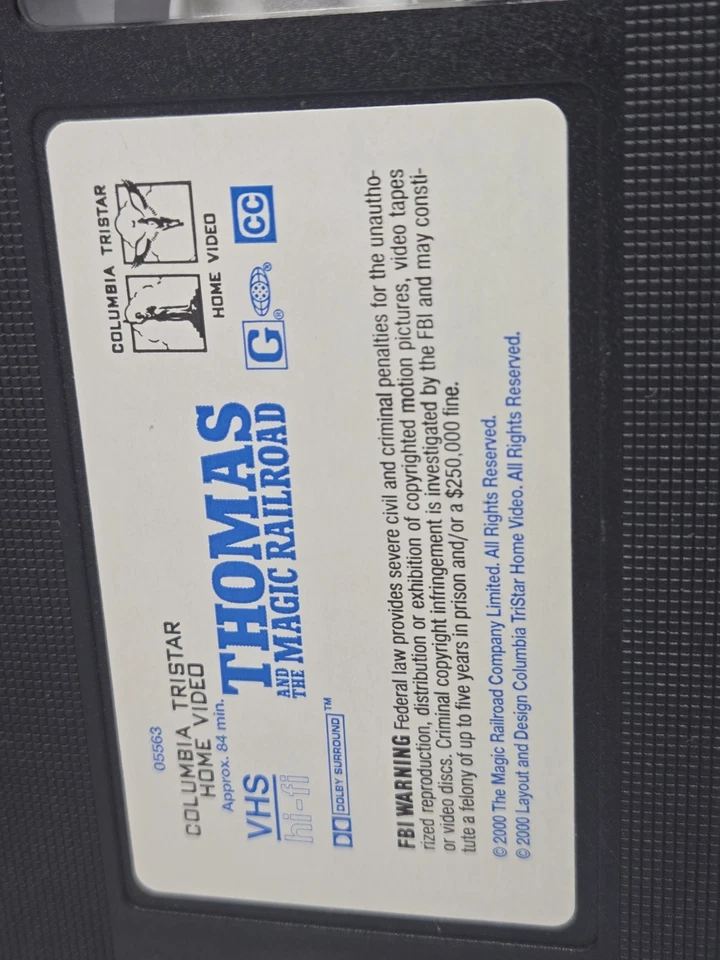 05563
COLUMBIA TRISTAR
HOME VIDEO
Approx. 84 min.
VHS
hi-fi
DOLBY SURROUND™
THOMAS
AND THE MAGIC RAILROAD
COLUMBIA TRISTAR
HOME VIDEO
G® ®
CC
FBI WARNING Federal law provides severe civil and criminal penalties for the unautho-
rized reproduction, distribution or exhibition of copyrighted motion pictures, video tapes
or video discs. Criminal copyright infringement is investigated by the FBI and may consti-
tute a felony of up to five years in prison and/or a $250,000 fine.
© 2000 The Magic Railroad Company Limited. All Rights Reserved.
© 2000 Layout and Design Columbia TriStar Home Video. All Rights Reserved.